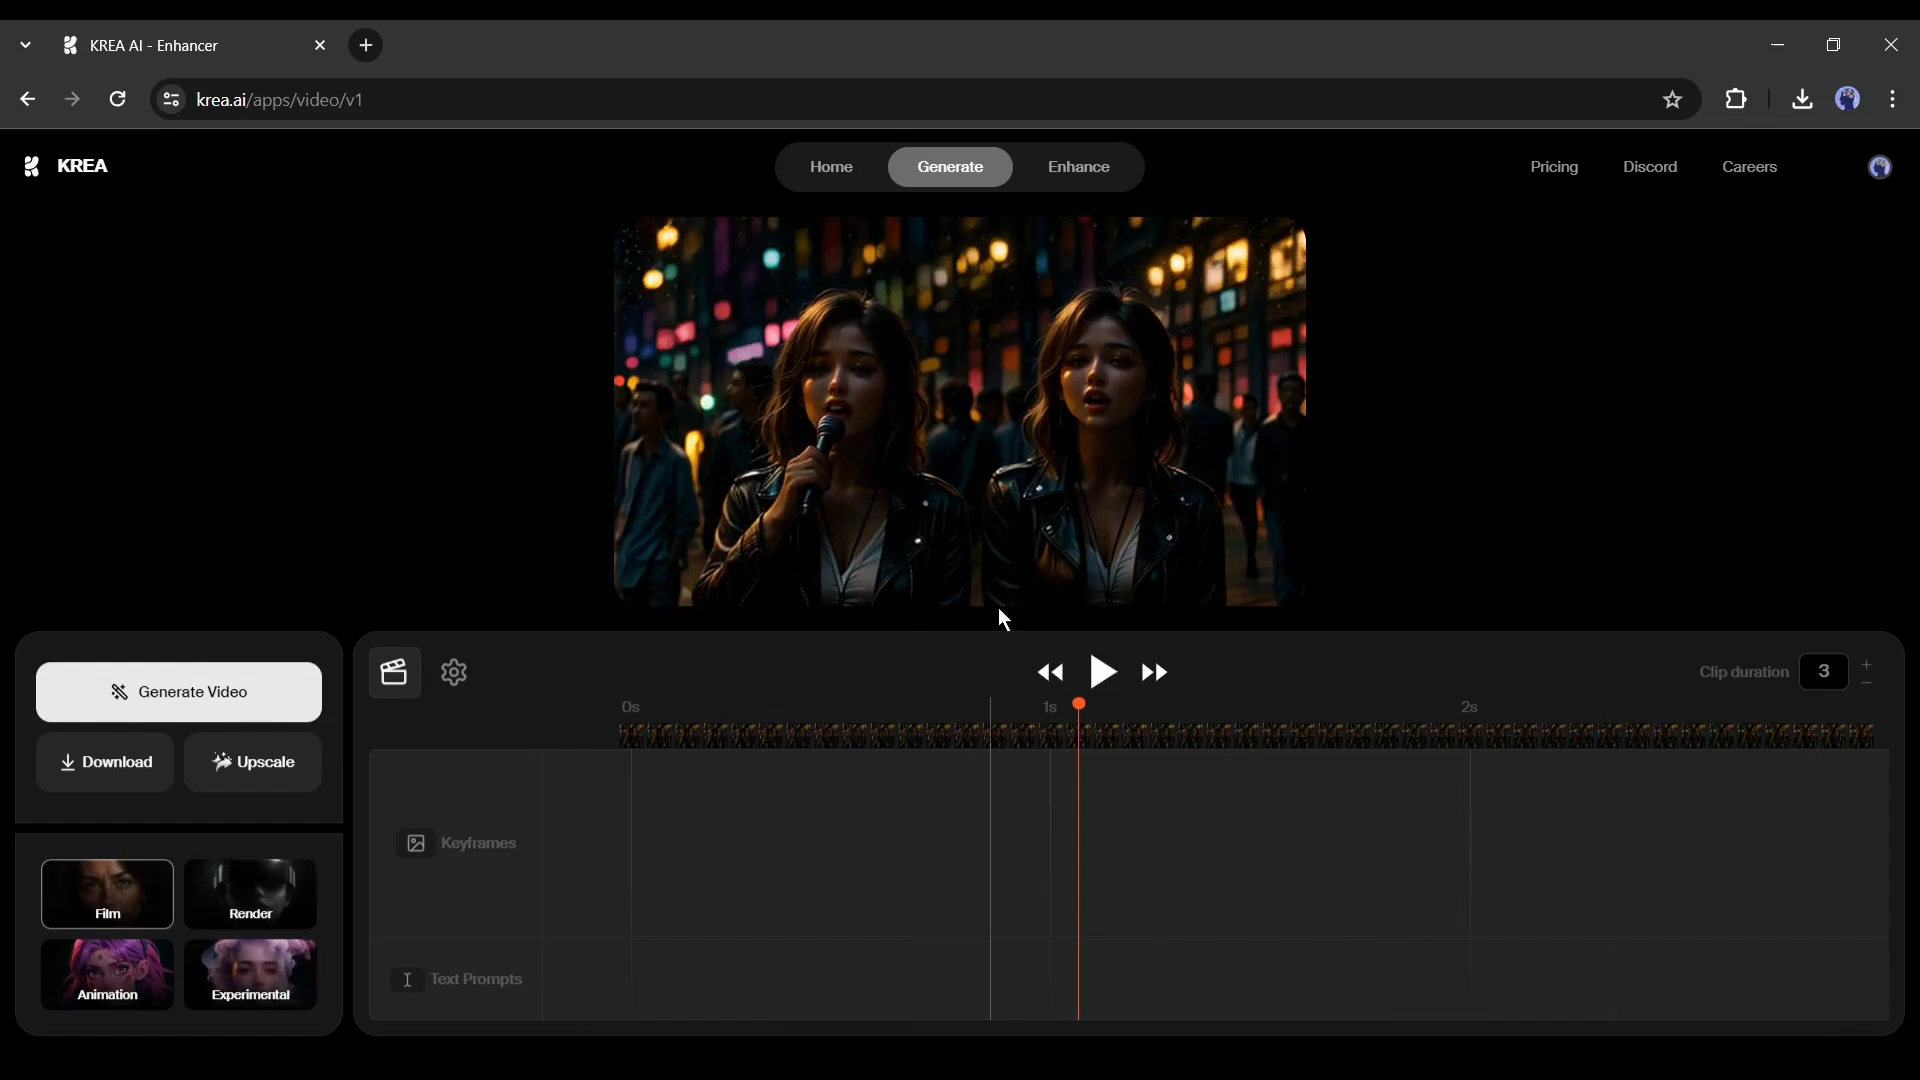 KREA AI - Enhancer
krea.ai/apps/video/v1
KREA
Home
Generate
Enhance
Pricing
Discord
Careers
Generate Video
Download
Upscale
Clip duration
3
0s
1s
2s
Keyframes
Text Prompts
Film
Render
Animation
Experimental